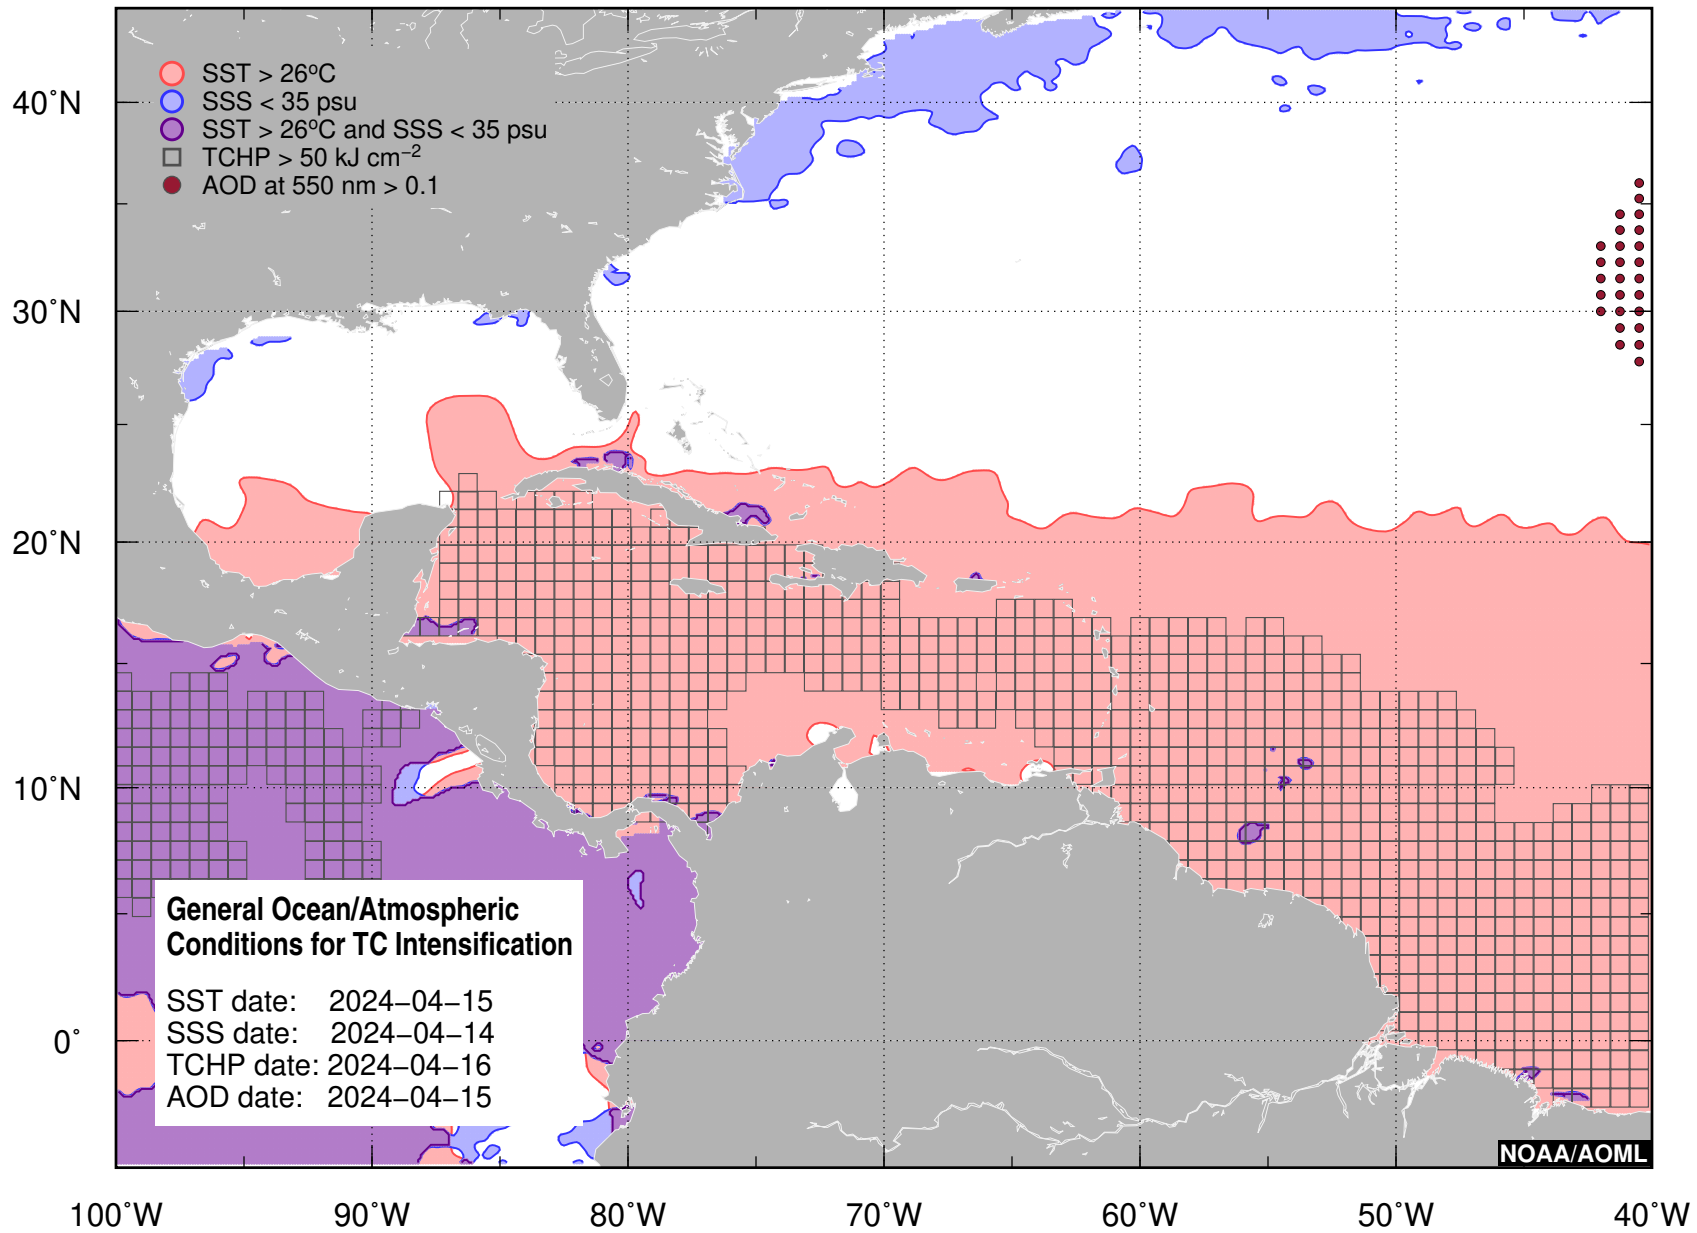 SST > 26°C
SSS < 35 psu
SST > 26°C and SSS < 35 psu
TCHP > 50 kJ cm⁻²
AOD at 550 nm > 0.1
40°N
30°N
20°N
10°N
0°
General Ocean/Atmospheric
Conditions for TC Intensification
SST date: 2024−04−15
SSS date: 2024−04−14
TCHP date: 2024−04−16
AOD date: 2024−04−15
NOAA/AOML
100°W 90°W 80°W 70°W 60°W 50°W 40°W